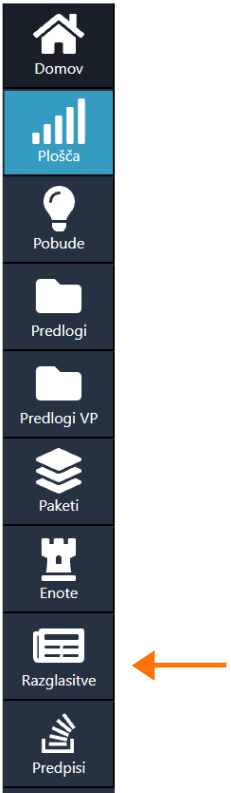 Domov
Plošča
Pobude
Predlogi
Predlogi VP
Paketi
Enote
Razglasitve
Predpisi